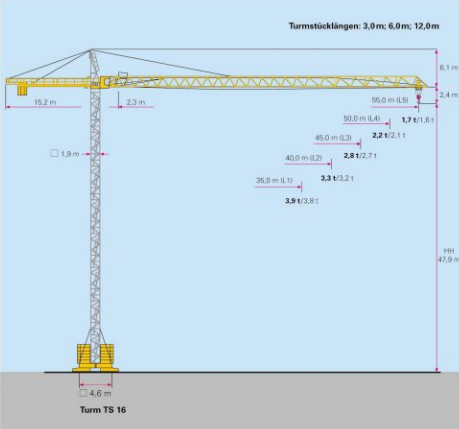 Turmstücklängen: 3,0 m; 6,0 m; 12,0 m
6,1 m
2,4 m
15,2 m
2,3 m
55,0 m (L5)
1,7 t/1,6 t
50,0 m (L4)
2,2 t/2,1 t
□ 1,9 m
45,0 m (L3)
2,8 t/2,7 t
40,0 m (L2)
3,3 t/3,2 t
35,0 m (L1)
3,9 t/3,8 t
HH
47,9 m
□ 4,6 m
Turm TS 16